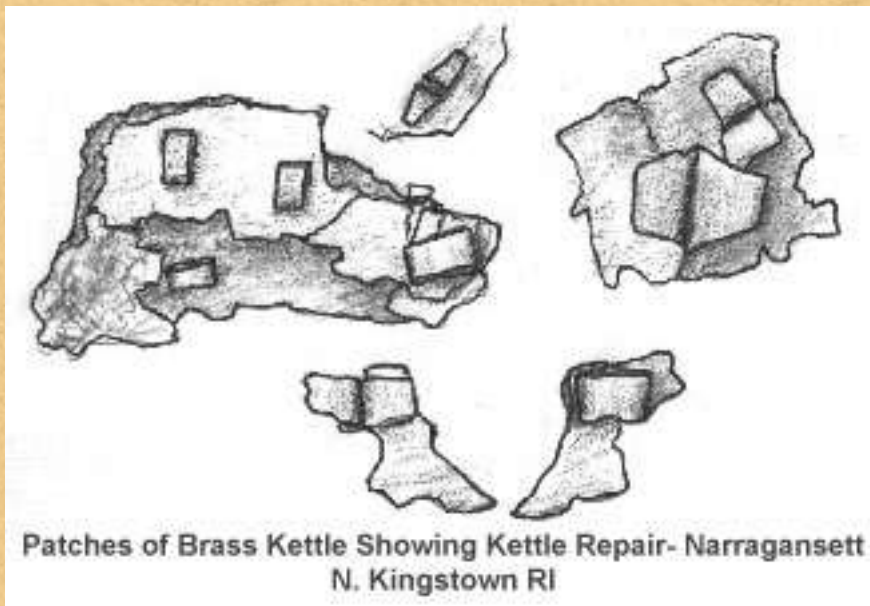 Patches of Brass Kettle Showing Kettle Repair- Narragansett
N. Kingstown RI